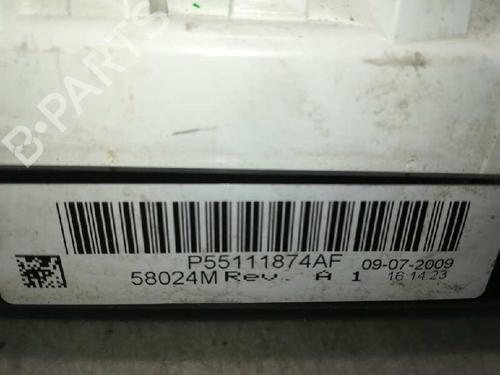 B-PARTS
P55111874AF 09-07-2009
58024M Rev. A 1 16:14:23